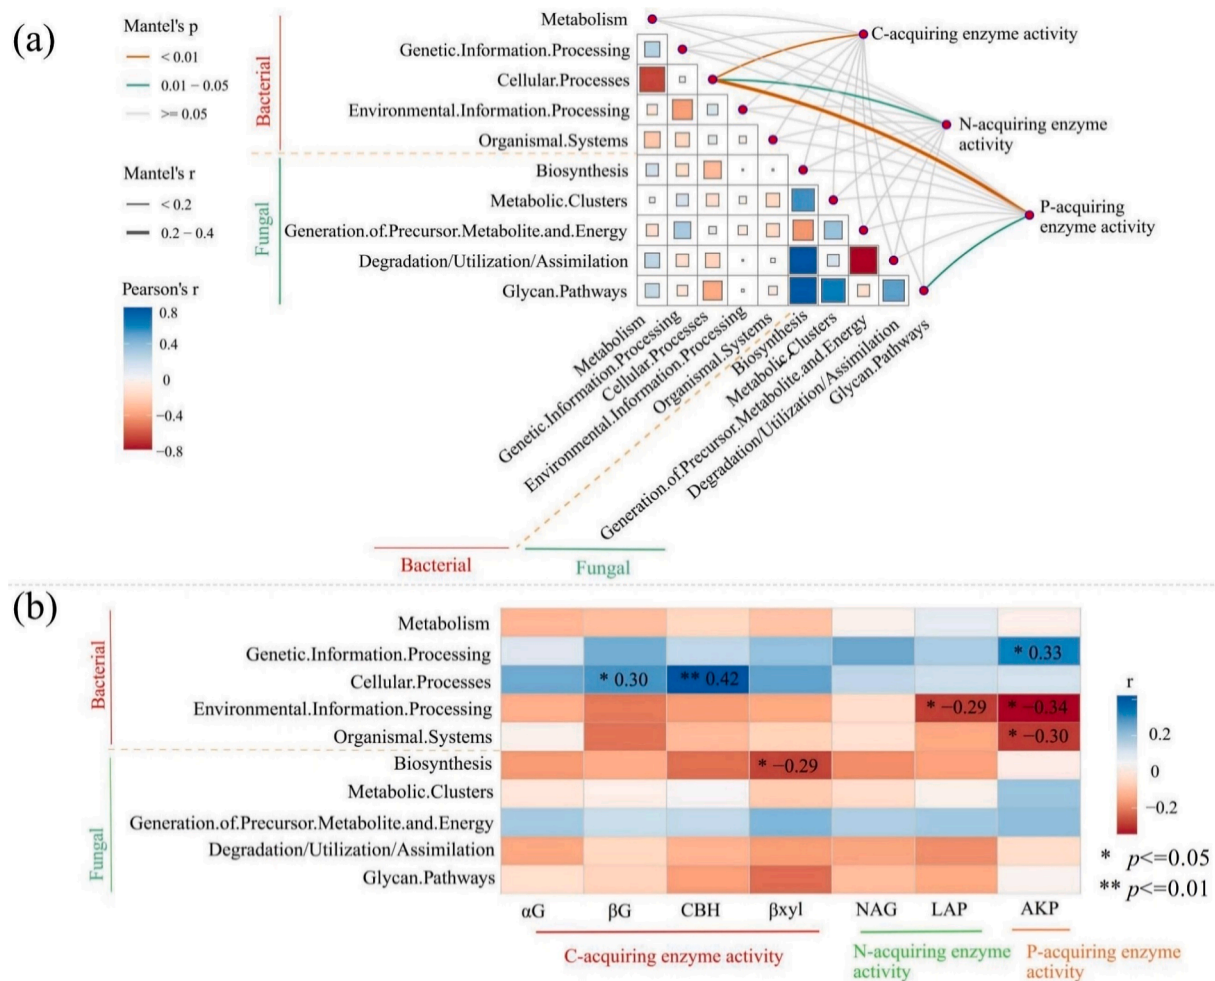 (a)
Mantel's p
< 0.01
0.01 – 0.05
>= 0.05
Mantel's r
< 0.2
0.2 – 0.4
Pearson's r
0.8
0.4
0
−0.4
−0.8
Bacterial
Fungal
Metabolism
Genetic.Information.Processing
Cellular.Processes
Environmental.Information.Processing
Organismal.Systems
Biosynthesis
Metabolic.Clusters
Generation.of.Precursor.Metabolite.and.Energy
Degradation/Utilization/Assimilation
Glycan.Pathways
C-acquiring enzyme activity
N-acquiring enzyme
activity
P-acquiring
enzyme activity
Metabolism
Genetic.Information.Processing
Cellular.Processes
Environmental.Information.Processing
Organismal.Systems
Biosynthesis
Metabolic.Clusters
Generation.of.Precursor.Metabolite.and.Energy
Degradation/Utilization/Assimilation
Glycan.Pathways
Bacterial
Fungal
(b)
Bacterial
Fungal
Metabolism
Genetic.Information.Processing
* 0.33
Cellular.Processes
* 0.30
** 0.42
Environmental.Information.Processing
* −0.29
* −0.34
Organismal.Systems
* −0.30
Biosynthesis
* −0.29
Metabolic.Clusters
Generation.of.Precursor.Metabolite.and.Energy
Degradation/Utilization/Assimilation
Glycan.Pathways
αG
βG
CBH
βxyl
NAG
LAP
AKP
C-acquiring enzyme activity
N-acquiring enzyme
activity
P-acquiring enzyme
activity
r
0.2
0
−0.2
* p<=0.05
** p<=0.01